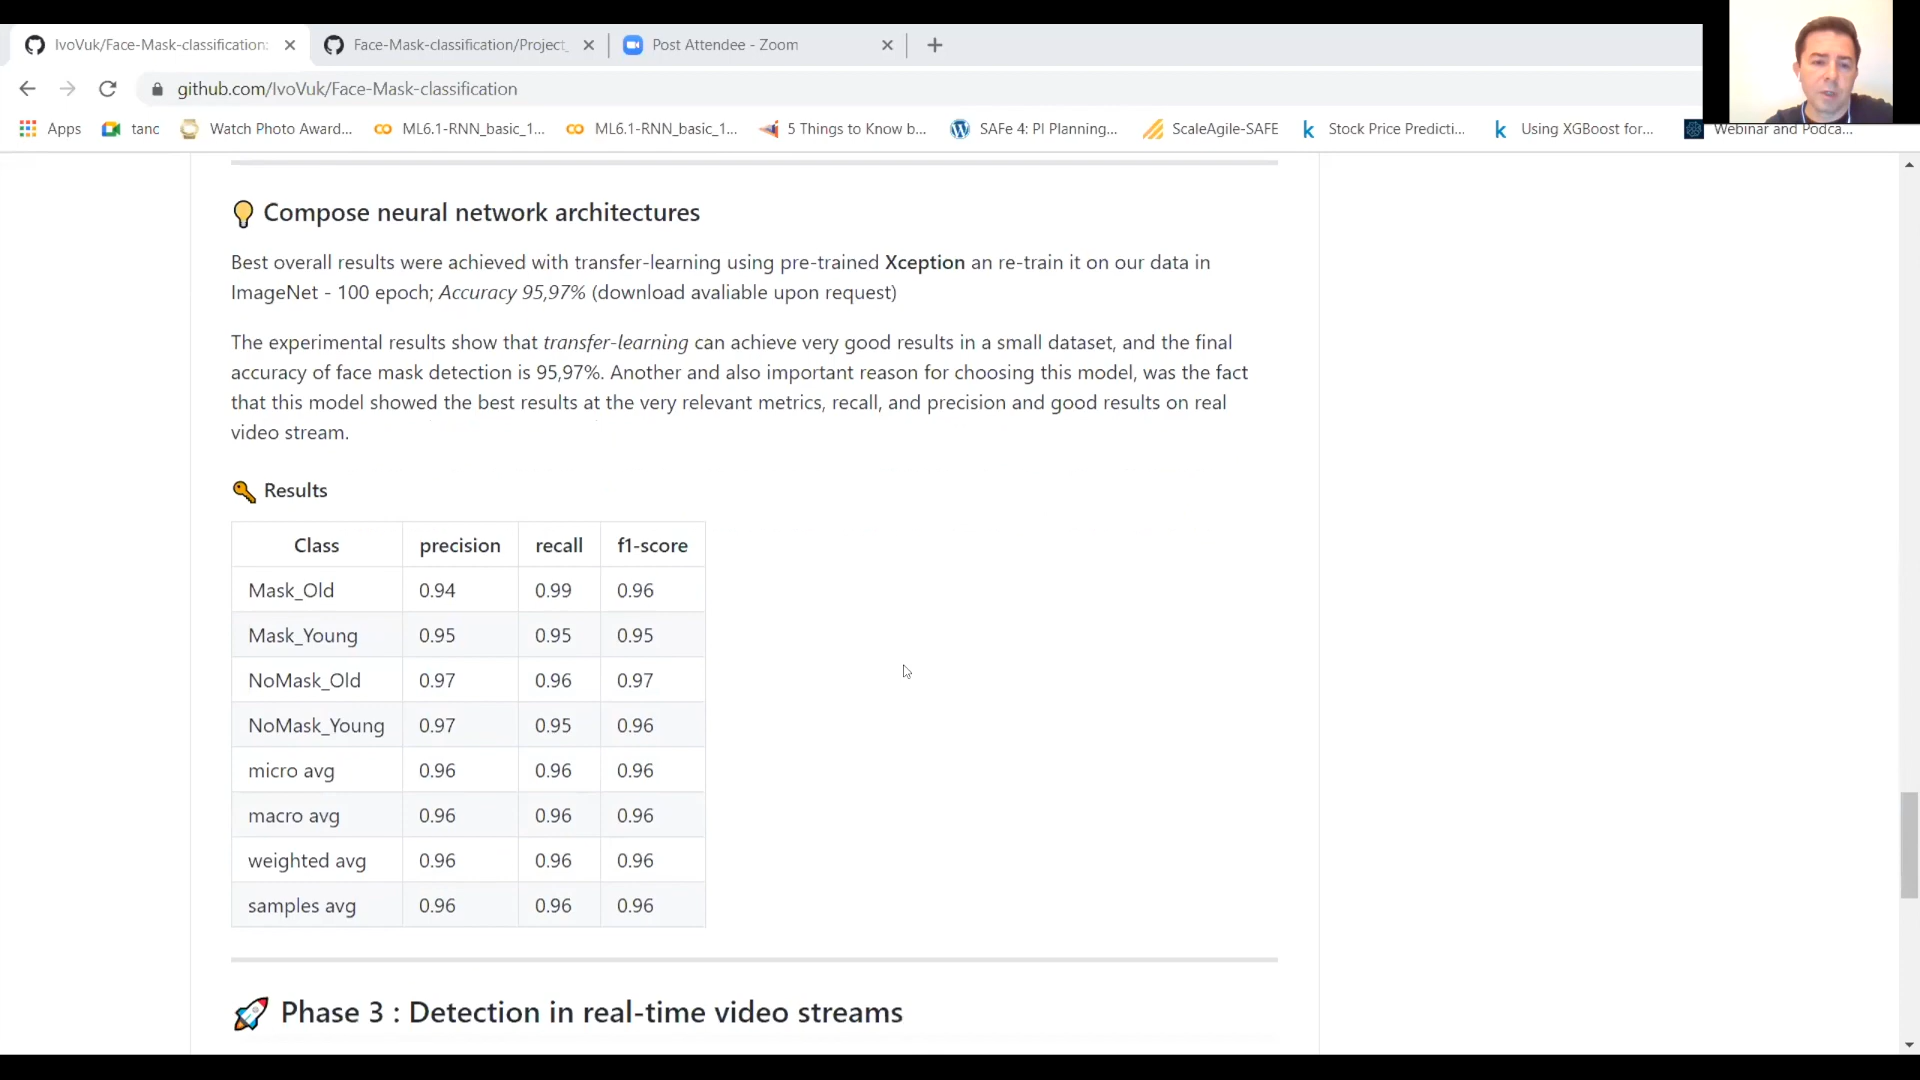 IvoVuk/Face-Mask-classification:
Face-Mask-classification/Project_
Post Attendee - Zoom
github.com/IvoVuk/Face-Mask-classification
Apps
tanc
Watch Photo Award...
ML6.1-RNN_basic_1...
ML6.1-RNN_basic_1...
5 Things to Know b...
SAFe 4: PI Planning...
ScaleAgile-SAFE
Stock Price Predicti...
Using XGBoost for...
Webinar and Podca...
Compose neural network architectures
Best overall results were achieved with transfer-learning using pre-trained Xception an re-train it on our data in
ImageNet - 100 epoch; Accuracy 95,97% (download avaliable upon request)
The experimental results show that transfer-learning can achieve very good results in a small dataset, and the final
accuracy of face mask detection is 95,97%. Another and also important reason for choosing this model, was the fact
that this model showed the best results at the very relevant metrics, recall, and precision and good results on real
video stream.
Results
Class precision recall f1-score
Mask_Old 0.94 0.99 0.96
Mask_Young 0.95 0.95 0.95
NoMask_Old 0.97 0.96 0.97
NoMask_Young 0.97 0.95 0.96
micro avg 0.96 0.96 0.96
macro avg 0.96 0.96 0.96
weighted avg 0.96 0.96 0.96
samples avg 0.96 0.96 0.96
Phase 3 : Detection in real-time video streams